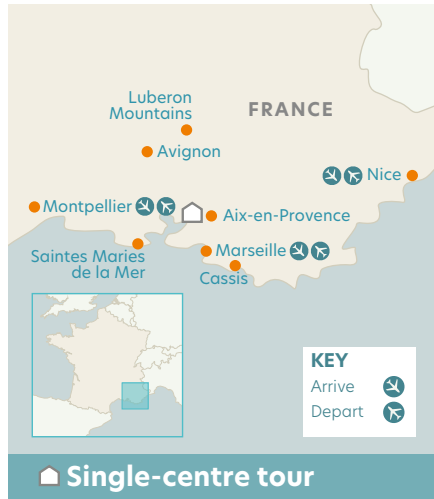 Luberon
Mountains
FRANCE
Avignon
Nice
Montpellier
Aix-en-Provence
Saintes Maries
de la Mer
Marseille
Cassis
KEY
Arrive
Depart
Single-centre tour